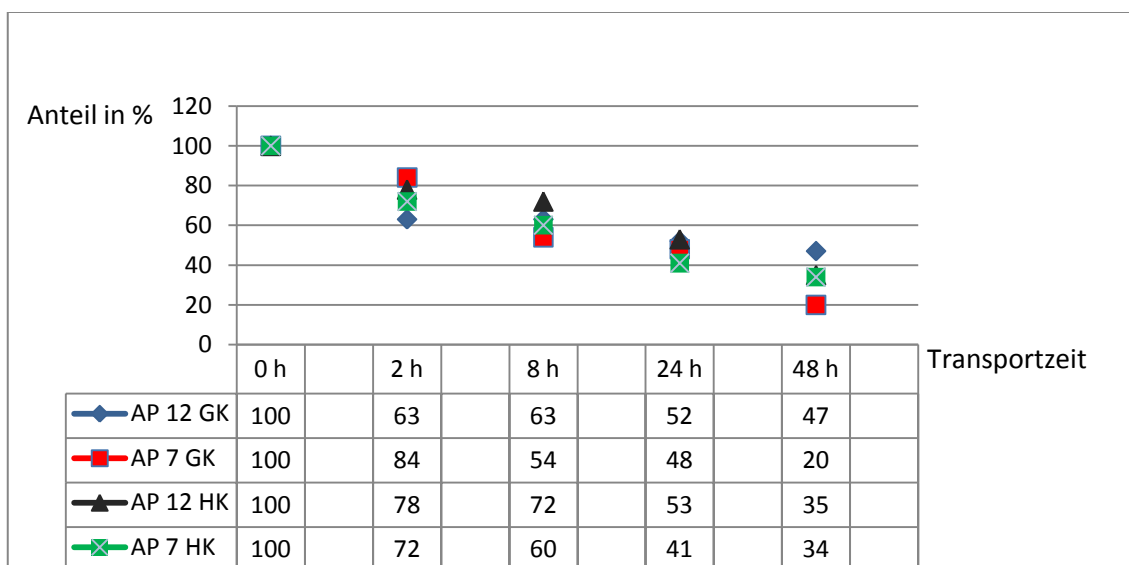 Anteil in %
120
100
80
60
40
20
0
0 h 2 h 8 h 24 h 48 h
Transportzeit
AP 12 GK 100 63 63 52 47
AP 7 GK 100 84 54 48 20
AP 12 HK 100 78 72 53 35
AP 7 HK 100 72 60 41 34